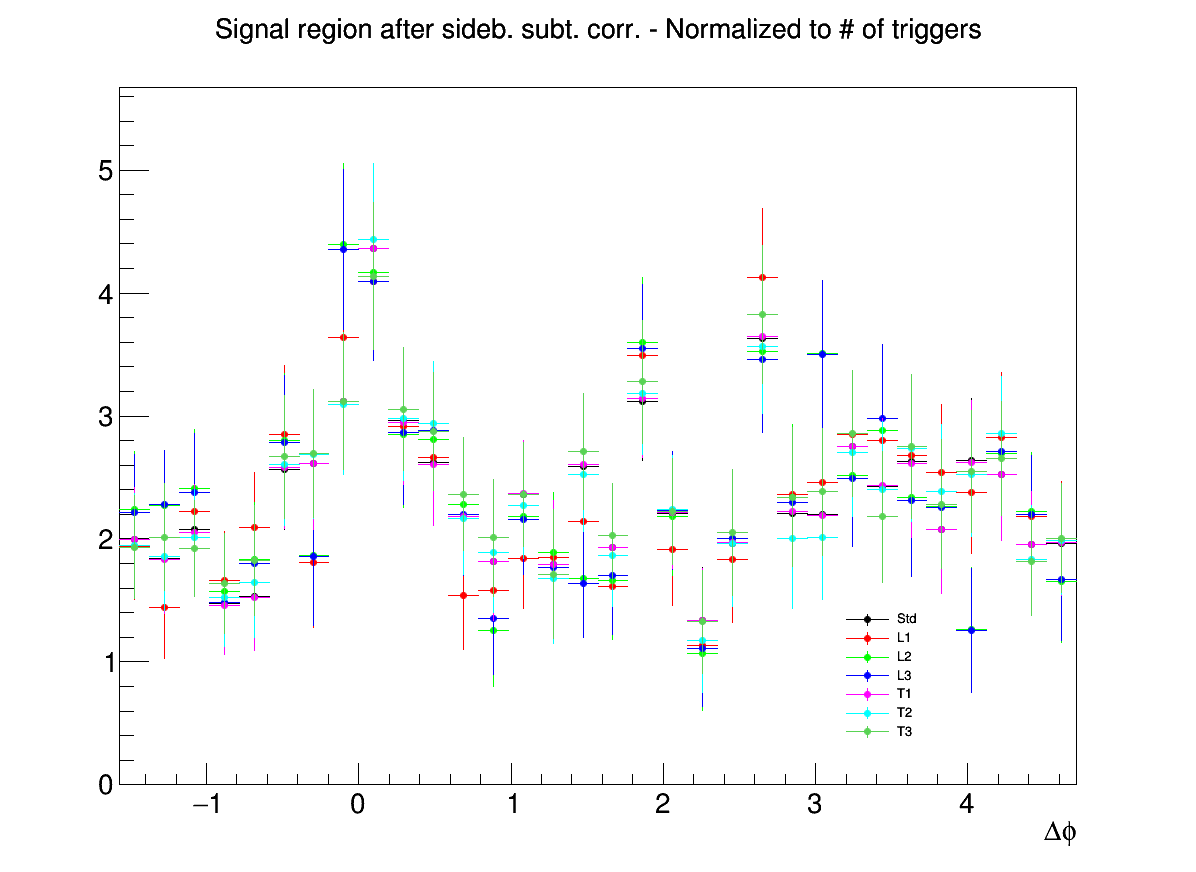 Signal region after sideb. subt. corr. - Normalized to # of triggers
5
4
3
2
1
0
Std
L1
L2
L3
T1
T2
T3
−1 0 1 2 3 4
Δϕ